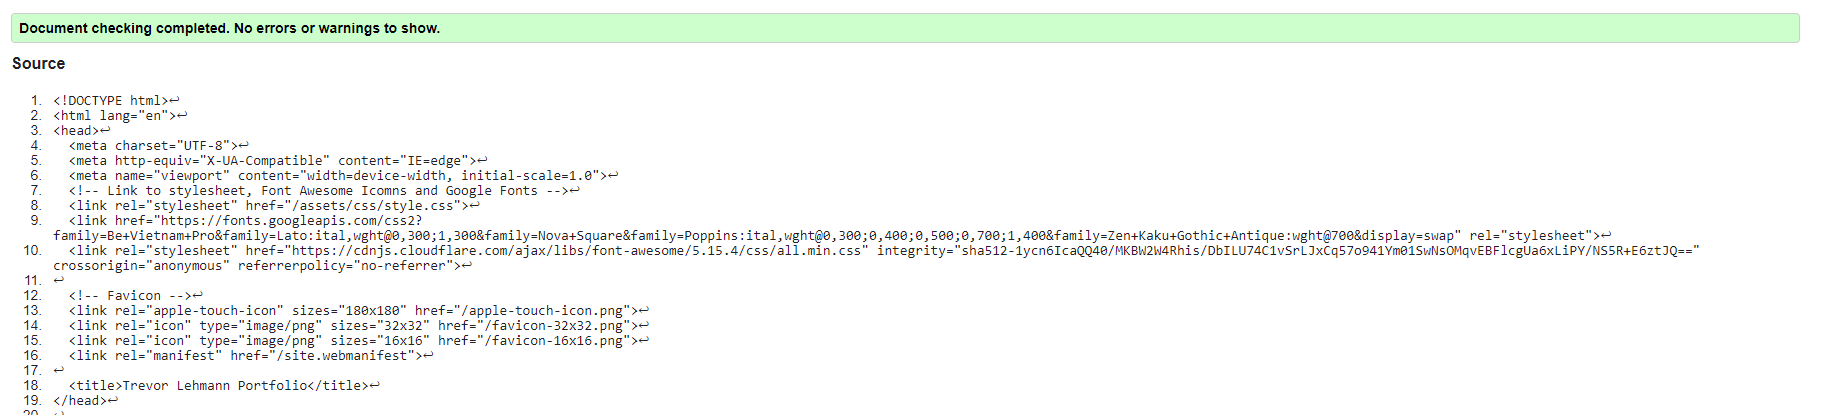 Document checking completed. No errors or warnings to show.
Source
1. <!DOCTYPE html>↩
2. <html lang="en">↩
3. <head>↩
4. <meta charset="UTF-8">↩
5. <meta http-equiv="X-UA-Compatible" content="IE=edge">↩
6. <meta name="viewport" content="width=device-width, initial-scale=1.0">↩
7. <!-- Link to stylesheet, Font Awesome Icomns and Google Fonts -->↩
8. <link rel="stylesheet" href="/assets/css/style.css">↩
9. <link href="https://fonts.googleapis.com/css2?
family=Be+Vietnam+Pro&family=Lato:ital,wght@0,300;1,300&family=Nova+Square&family=Poppins:ital,wght@0,300;0,400;0,500;0,700;1,400&family=Zen+Kaku+Gothic+Antique:wght@700&display=swap" rel="stylesheet">↩
10. <link rel="stylesheet" href="https://cdnjs.cloudflare.com/ajax/libs/font-awesome/5.15.4/css/all.min.css" integrity="sha512-1ycn6IcaQQ40/MKBW2W4Rhis/DbILU74C1vSrLJxCq57o941Ym01SwNsOMqvEBFlcgUa6xLiPY/NS5R+E6ztJQ=="
crossorigin="anonymous" referrerpolicy="no-referrer">↩
11. ↩
12. <!-- Favicon -->↩
13. <link rel="apple-touch-icon" sizes="180x180" href="/apple-touch-icon.png">↩
14. <link rel="icon" type="image/png" sizes="32x32" href="/favicon-32x32.png">↩
15. <link rel="icon" type="image/png" sizes="16x16" href="/favicon-16x16.png">↩
16. <link rel="manifest" href="/site.webmanifest">↩
17. ↩
18. <title>Trevor Lehmann Portfolio</title>↩
19. </head>↩
20. ↩